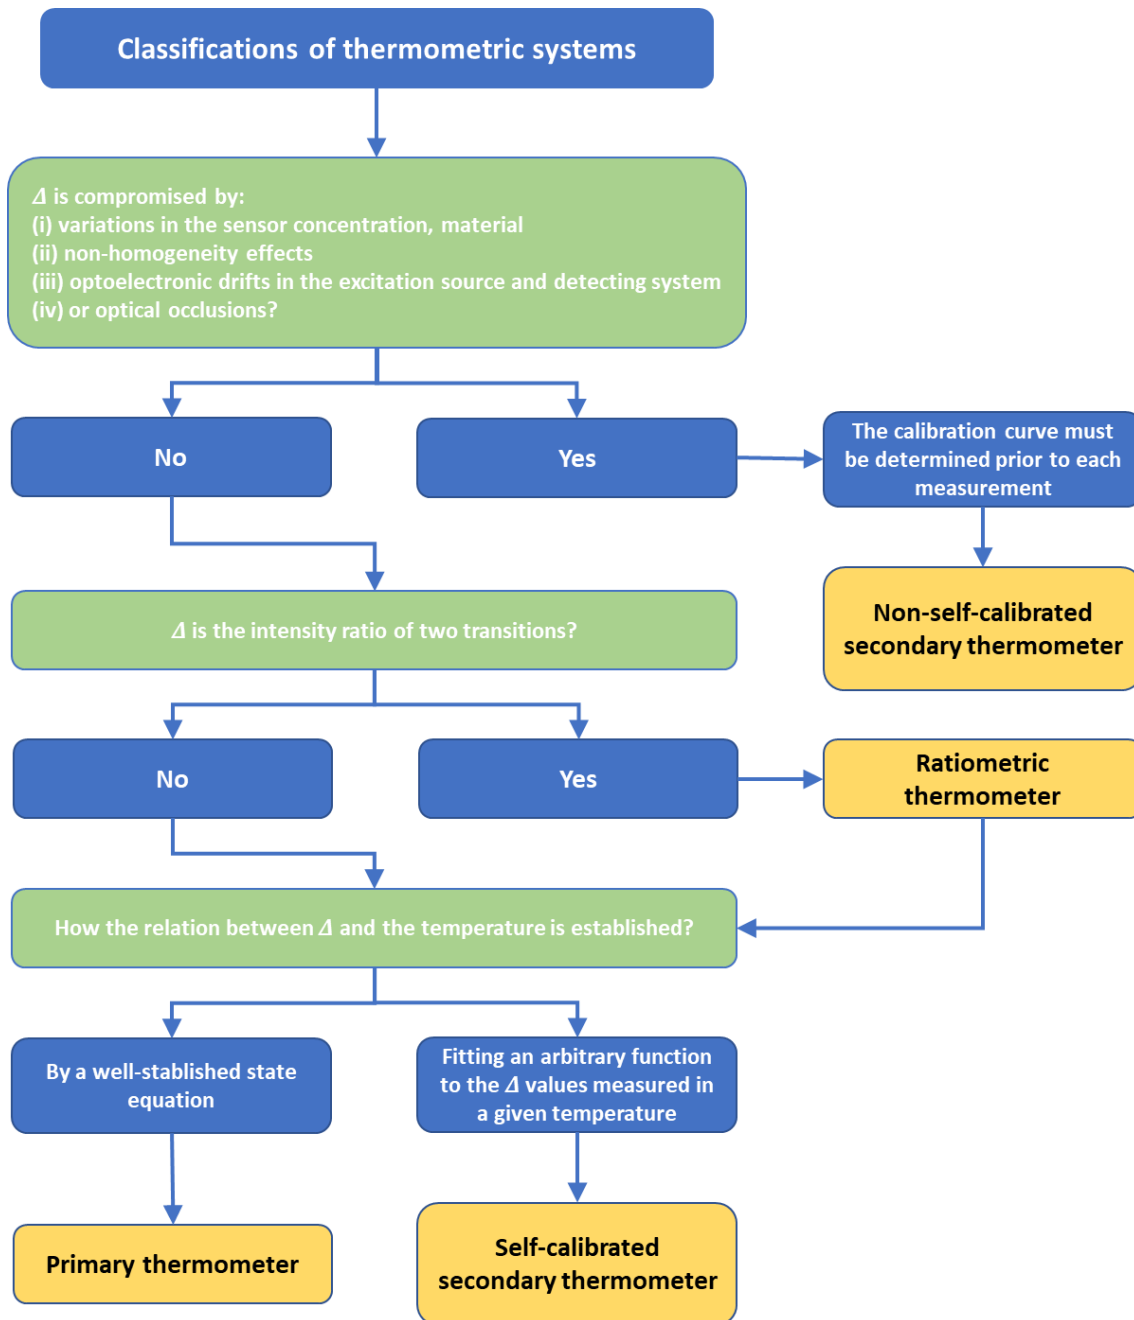 Classifications of thermometric systems
Δ is compromised by:
(i) variations in the sensor concentration, material
(ii) non-homogeneity effects
(iii) optoelectronic drifts in the excitation source and detecting system
(iv) or optical occlusions?
No
Yes
The calibration curve must
be determined prior to each
measurement
Non-self-calibrated
secondary thermometer
Δ is the intensity ratio of two transitions?
No
Yes
Ratiometric
thermometer
How the relation between Δ and the temperature is established?
By a well-stablished state
equation
Fitting an arbitrary function
to the Δ values measured in
a given temperature
Primary thermometer
Self-calibrated
secondary thermometer